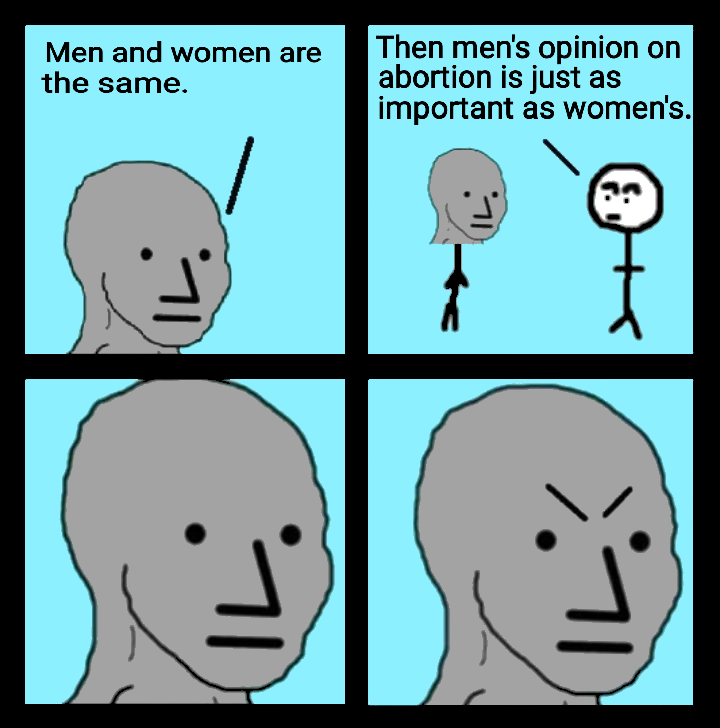 Men and women are
the same.
Then men's opinion on
abortion is just as
important as women's.